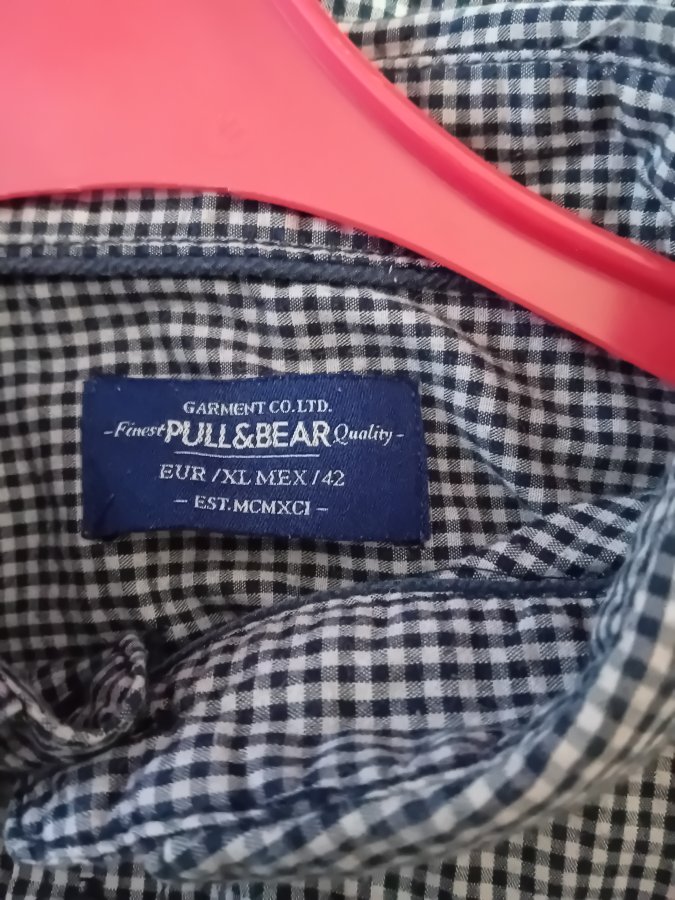 GARMENT CO.LTD.
-Finest PULL&BEAR Quality-
EUR /XL MEX /42
- EST.MCMXCI -